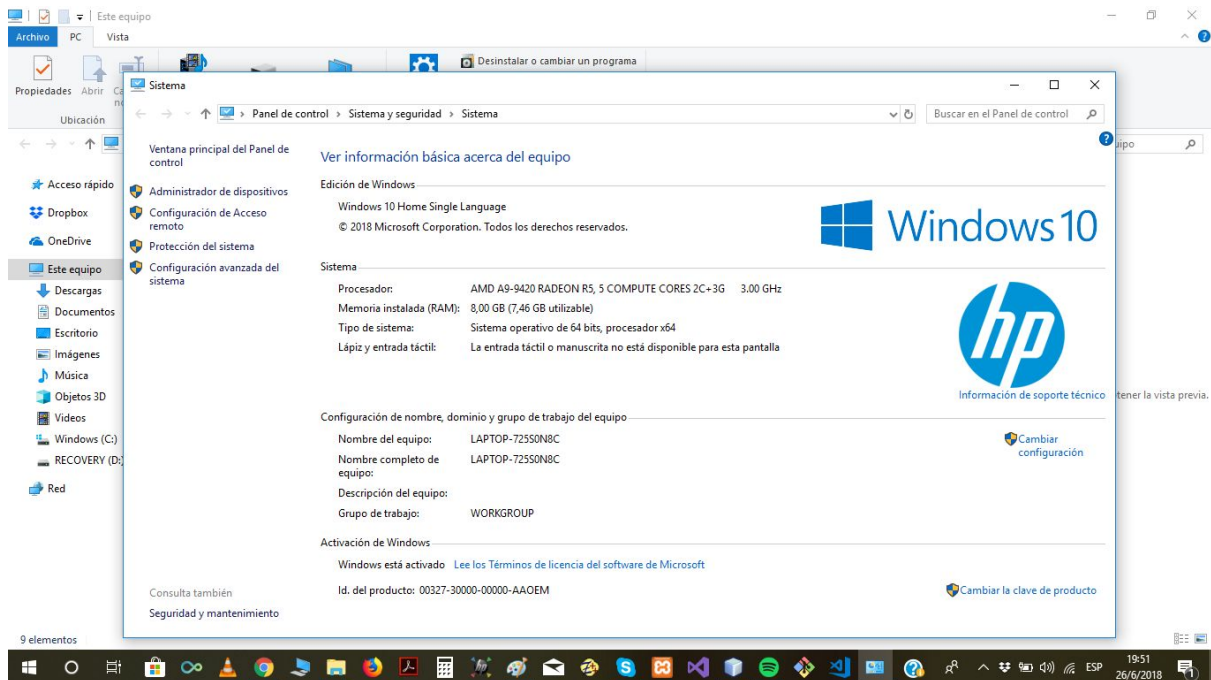 Este equipo
Archivo PC Vista
Propiedades Abrir
Desinstalar o cambiar un programa
Ubicación
Sistema
Panel de control Sistema y seguridad Sistema
Buscar en el Panel de control
Ventana principal del Panel de
control
Administrador de dispositivos
Configuración de Acceso
remoto
Protección del sistema
Configuración avanzada del
sistema
Consulta también
Seguridad y mantenimiento
Ver información básica acerca del equipo
Edición de Windows
Windows 10 Home Single Language
© 2018 Microsoft Corporation. Todos los derechos reservados.
Windows 10
Sistema
Procesador: AMD A9-9420 RADEON R5, 5 COMPUTE CORES 2C+3G 3.00 GHz
Memoria instalada (RAM): 8,00 GB (7,46 GB utilizable)
Tipo de sistema: Sistema operativo de 64 bits, procesador x64
Lápiz y entrada táctil: La entrada táctil o manuscrita no está disponible para esta pantalla
hp
Información de soporte técnico
Configuración de nombre, dominio y grupo de trabajo del equipo
Nombre del equipo: LAPTOP-725S0N8C
Cambiar
configuración
Nombre completo de
equipo:
LAPTOP-725S0N8C
Descripción del equipo:
Grupo de trabajo: WORKGROUP
Activación de Windows
Windows está activado Lee los Términos de licencia del software de Microsoft
Id. del producto: 00327-30000-00000-AAOEM
Cambiar la clave de producto
Acceso rápido
Dropbox
OneDrive
Este equipo
Descargas
Documentos
Escritorio
Imágenes
Música
Objetos 3D
Videos
Windows (C:)
RECOVERY (D:)
Red
la vista previa.
9 elementos
ESP
19:51
26/6/2018